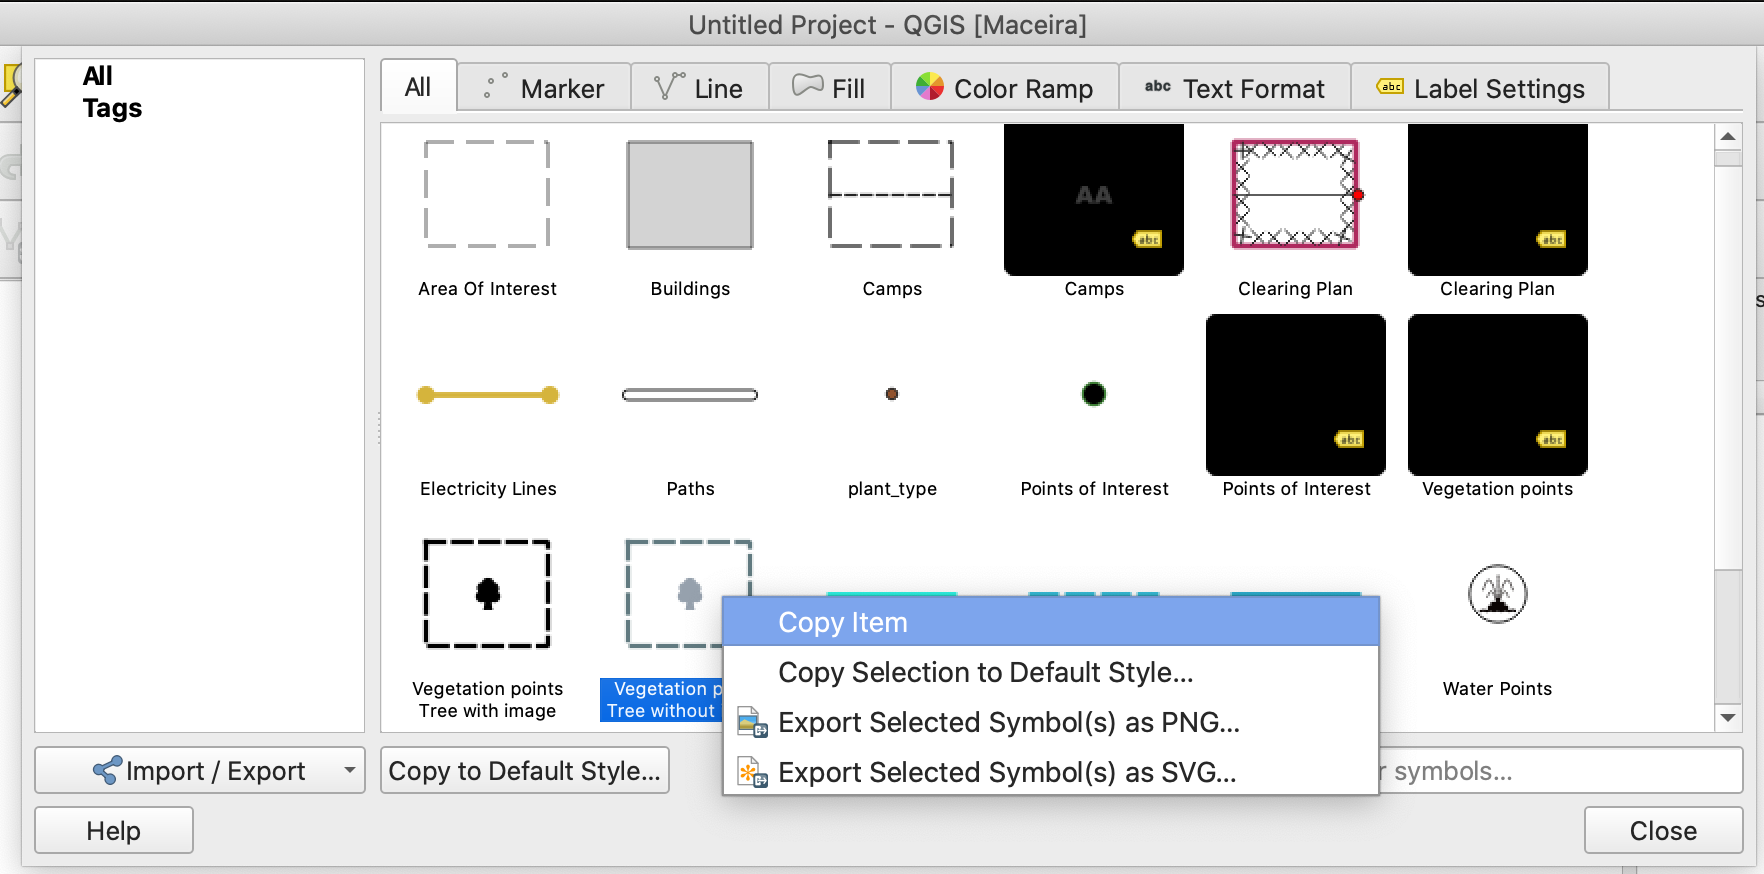 Untitled Project - QGIS [Maceira]
All
Tags
All
Marker
Line
Fill
Color Ramp
abc Text Format
abc Label Settings
AA
abc
abc
Area Of Interest
Buildings
Camps
Camps
Clearing Plan
Clearing Plan
abc
abc
Electricity Lines
Paths
plant_type
Points of Interest
Points of Interest
Vegetation points
Vegetation points
Tree with image
Vegetation p
Tree without
Water Points
Copy Item
Copy Selection to Default Style...
Export Selected Symbol(s) as PNG...
Export Selected Symbol(s) as SVG...
Import / Export
Copy to Default Style...
r symbols...
Help
Close